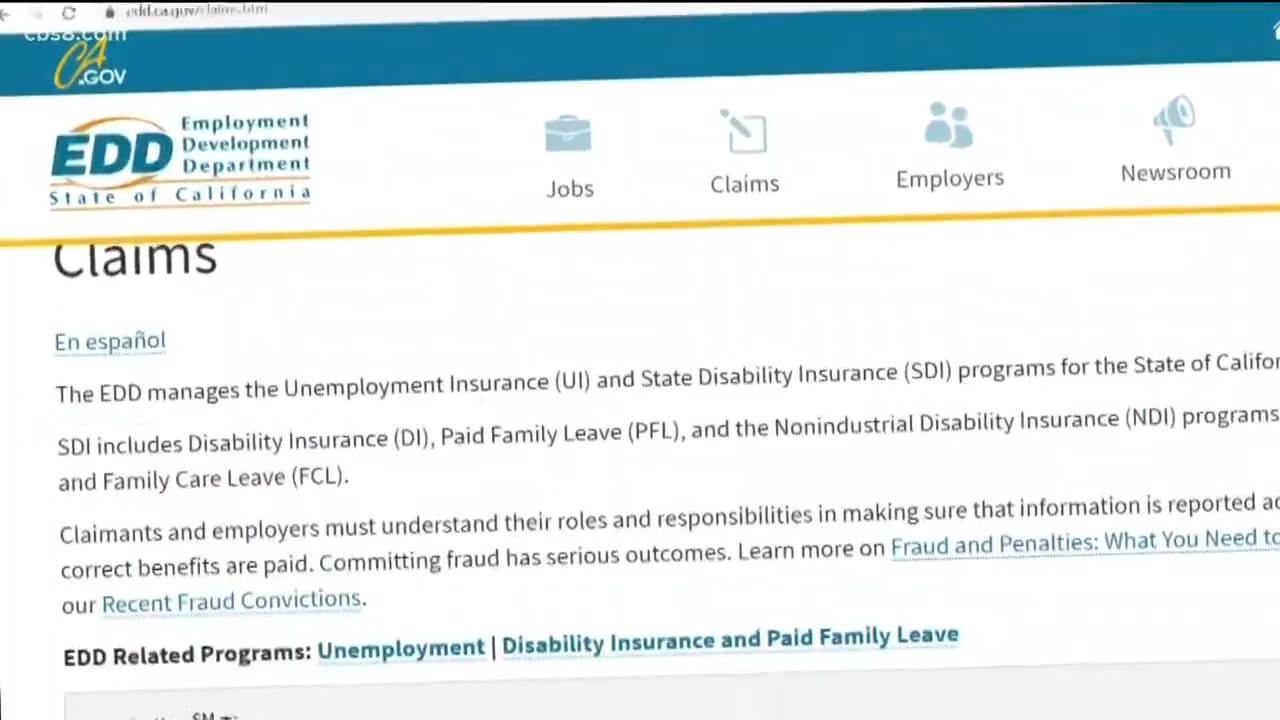 edd.ca.gov/claims.htm
cbs8.com
CA
.GOV
EDD Employment
Development
Department
State of California
Jobs
Claims
Employers
Newsroom
Claims
En español
The EDD manages the Unemployment Insurance (UI) and State Disability Insurance (SDI) programs for the State of
SDI includes Disability Insurance (DI), Paid Family Leave (PFL), and the Nonindustrial Disability Insurance (NDI) programs
and Family Care Leave (FCL).
Claimants and employers must understand their roles and responsibilities in making sure that information is reported
correct benefits are paid. Committing fraud has serious outcomes. Learn more on Fraud and Penalties: What You Need to
our Recent Fraud Convictions.
EDD Related Programs: Unemployment | Disability Insurance and Paid Family Leave